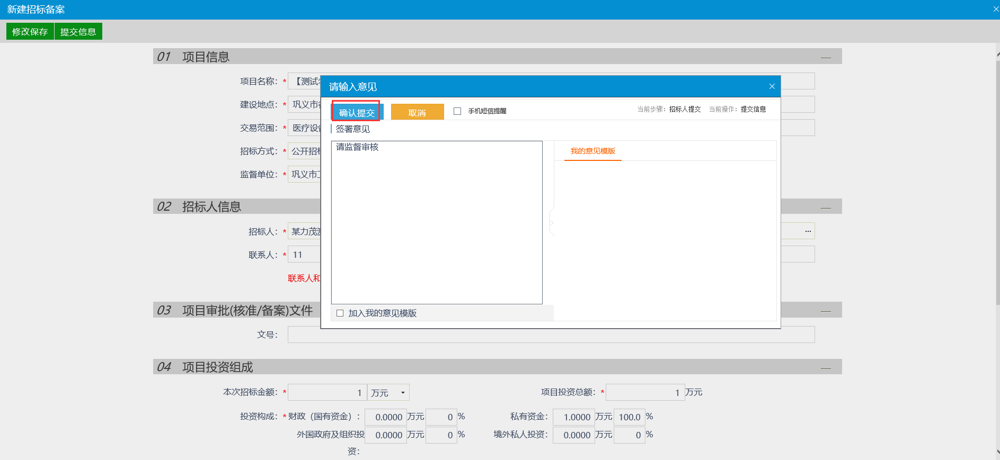 新建招标备案
修改保存 提交信息
01 项目信息
项目名称：* 【测试
建设地点：* 巩义市
交易范围：* 医疗设
招标方式：* 公开招
监督单位：* 巩义市
请输入意见
确认提交 取消 手机短信提醒 当前步骤：招标人提交 当前操作：提交信息
签署意见
请监督审核
我的意见模版
加入我的意见模版
02 招标人信息
招标人：* 某力茂 ...
联系人：* 11
联系人和
03 项目审批(核准/备案)文件
文号：
04 项目投资组成
本次招标金额：* 1 万元 项目投资总额：* 1 万元
投资构成：* 财政（国有资金）： 0.0000 万元 0 % 私有资金： 1.0000 万元 100.0 %
外国政府及组织投资： 0.0000 万元 0 % 境外私人投资： 0.0000 万元 0 %